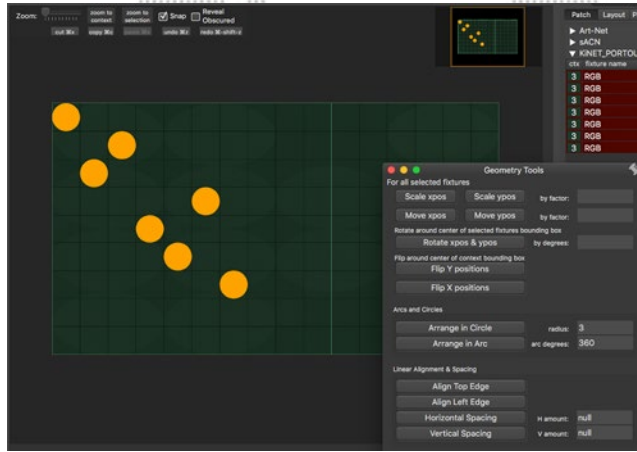 Zoom:
zoom to context
zoom to selection
Snap
Reveal Obscured
cut ⌘x
copy ⌘c
undo ⌘z
redo ⌘-shift-z
Patch Layout P
Art-Net
sACN
KiNET_PORTOU
ctx fixture name
3 RGB
3 RGB
3 RGB
3 RGB
3 RGB
3 RGB
3 RGB
Geometry Tools
For all selected fixtures
Scale xpos Scale ypos by factor:
Move xpos Move ypos by factor:
Rotate around center of selected fixtures bounding box
Rotate xpos & ypos by degrees:
Flip around center of context bounding box
Flip Y positions
Flip X positions
Arcs and Circles
Arrange in Circle radius: 3
Arrange in Arc arc degrees: 360
Linear Alignment & Spacing
Align Top Edge
Align Left Edge
Horizontal Spacing H amount: null
Vertical Spacing V amount: null